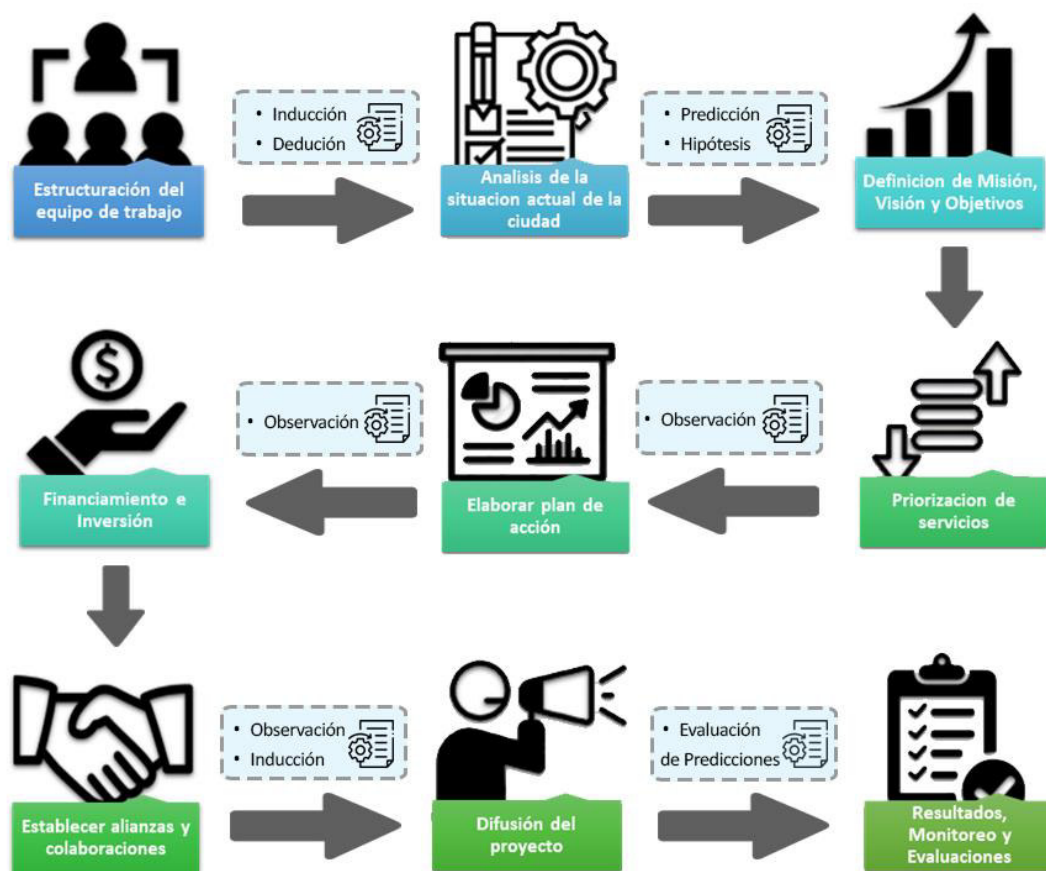 • Inducción
• Dedución
• Predicción
• Hipótesis
Estructuración del
equipo de trabajo
Analisis de la
situacion actual de la
ciudad
Definicion de Misión,
Visión y Objetivos
$
• Observación
• Observación
Financiamiento e
Inversión
Elaborar plan de
acción
Priorizacion de
servicios
• Observación
• Inducción
• Evaluación
de Predicciones
Establecer alianzas y
colaboraciones
Difusión del
proyecto
Resultados,
Monitoreo y
Evaluaciones